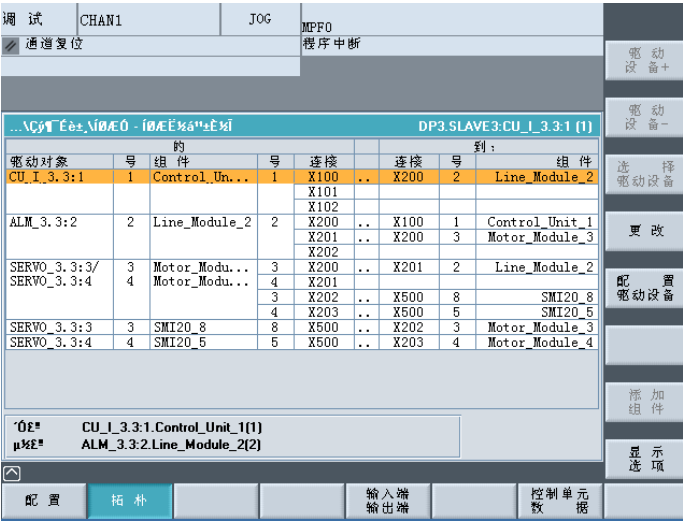 调 试 CHAN1 JOG MPF0
通道复位 程序中断
...\Çý¶¯Éè±¸\ÍØÆË - ÍØÆË½á¹¹±È½Ï DP3.SLAVE3:CU_I_3.3:1 (1)
的 到:
驱动对象 号 组 件 号 连接 连接 号 组 件
CU_I_3.3:1 1 Control_Un... 1 X100 .. X200 2 Line_Module_2
X101
X102
ALM_3.3:2 2 Line_Module_2 2 X200 .. X100 1 Control_Unit_1
X201 .. X200 3 Motor_Module_3
X202
SERVO_3.3:3/ 3 Motor_Modu... 3 X200 .. X201 2 Line_Module_2
SERVO_3.3:4 4 Motor_Modu... 4 X201
3 X202 .. X500 8 SMI20_8
4 X203 .. X500 5 SMI20_5
SERVO_3.3:3 3 SMI20_8 8 X500 .. X202 3 Motor_Module_3
SERVO_3.3:4 4 SMI20_5 5 X500 .. X203 4 Motor_Module_4
CU_I_3.3:1.Control_Unit_1(1)
ALM_3.3:2.Line_Module_2(2)
驱 动
设 备+
驱 动
设 备-
选 择
驱动设备
更 改
配 置
驱动设备
添 加
组 件
显 示
选 项
配 置 拓 朴 输入端 控制单元
输出端 数 据